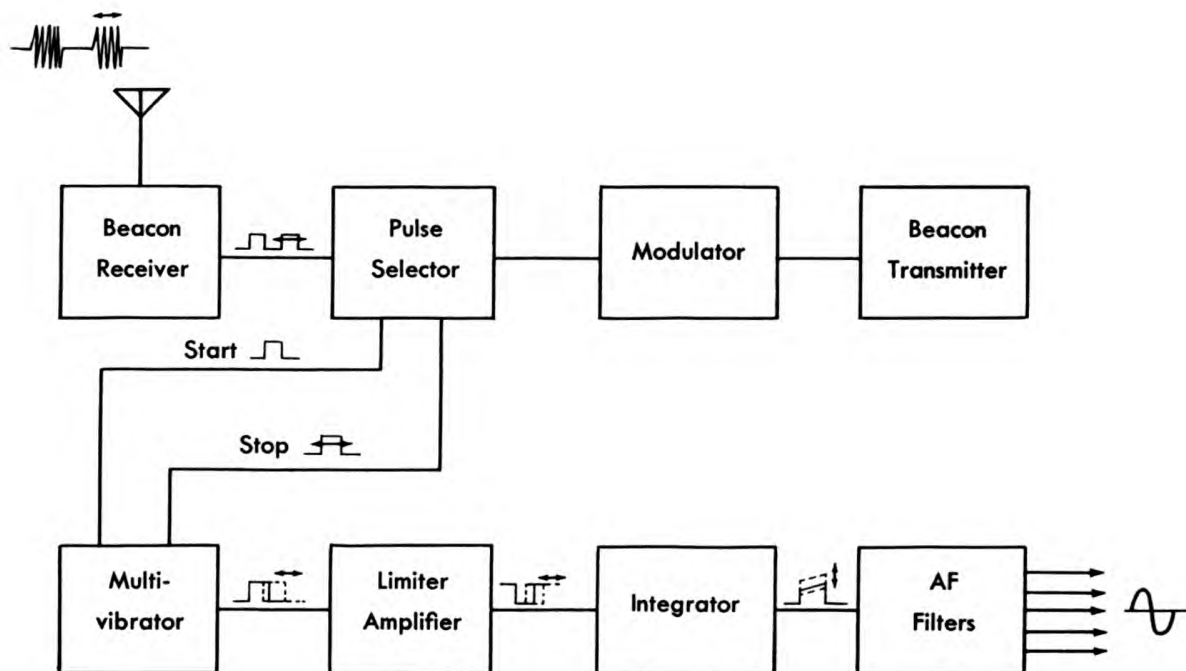 Beacon
Receiver
Pulse
Selector
Modulator
Beacon
Transmitter
Start
Stop
Multi-
vibrator
Limiter
Amplifier
Integrator
AF
Filters